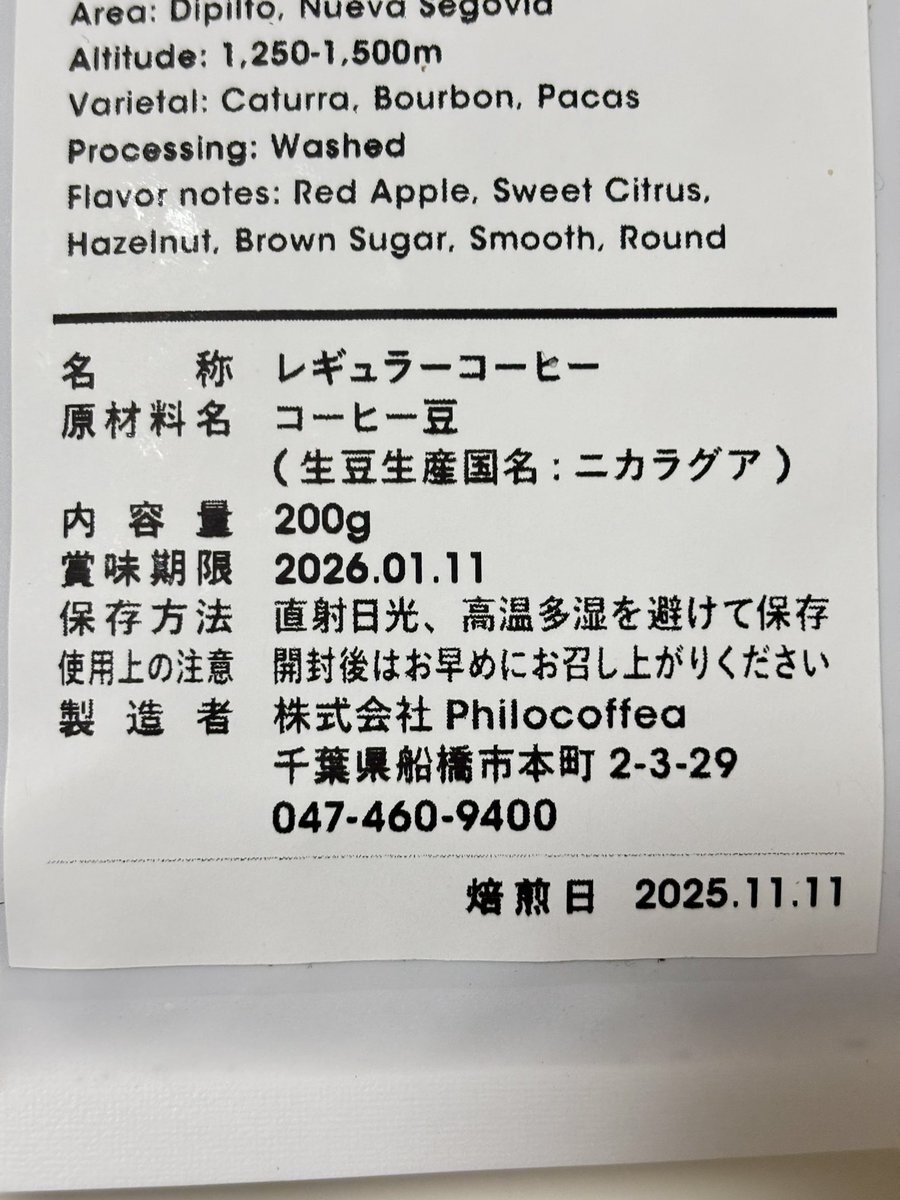 Area: Dipilto, Nueva Segovia
Altitude: 1,250-1,500m
Varietal: Caturra, Bourbon, Pacas
Processing: Washed
Flavor notes: Red Apple, Sweet Citrus,
Hazelnut, Brown Sugar, Smooth, Round
名称 レギュラーコーヒー
原材料名 コーヒー豆
(生豆生産国名:ニカラグア)
内容量 200g
賞味期限 2026.01.11
保存方法 直射日光、高温多湿を避けて保存
使用上の注意 開封後はお早めにお召し上がりください
製造者 株式会社 Philocoffea
千葉県船橋市本町 2-3-29
047-460-9400
焙煎日 2025.11.11